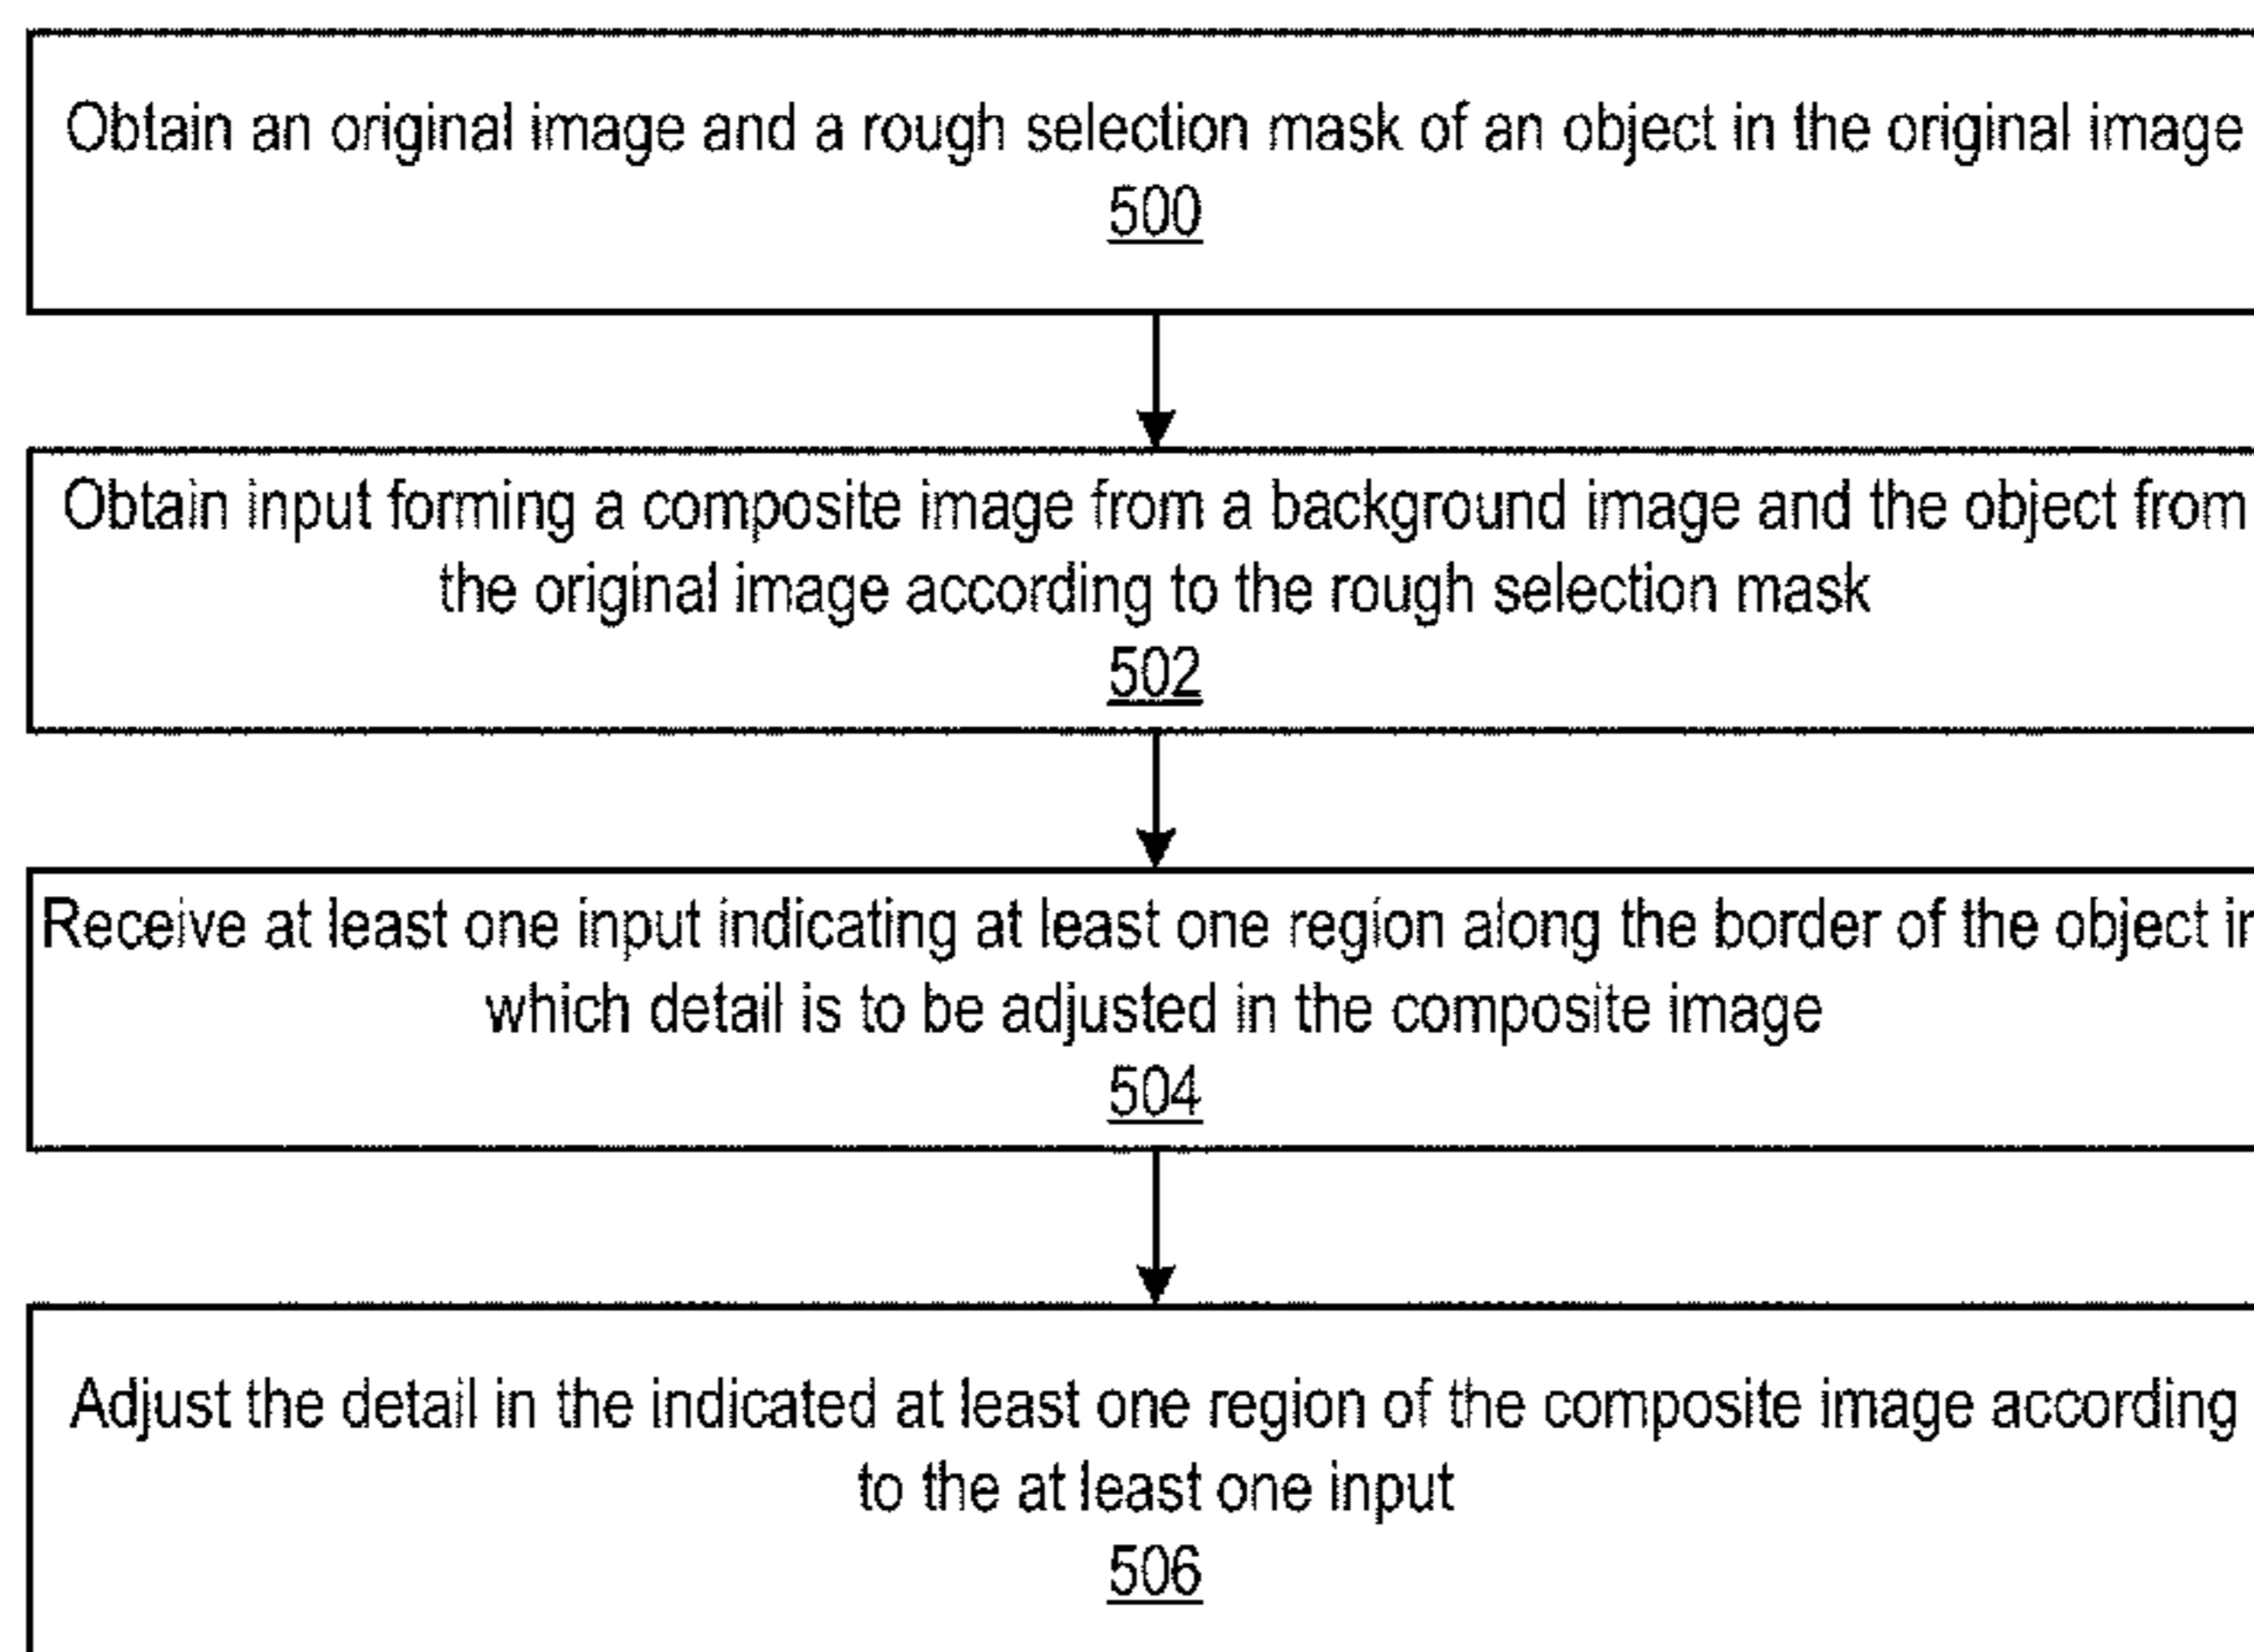 Obtain an original image and a rough selection mask of an object in the original image
500
Obtain input forming a composite image from a background image and the object from
the original image according to the rough selection mask
502
Receive at least one input indicating at least one region along the border of the object in
which detail is to be adjusted in the composite image
504
Adjust the detail in the indicated at least one region of the composite image according
to the at least one input
506